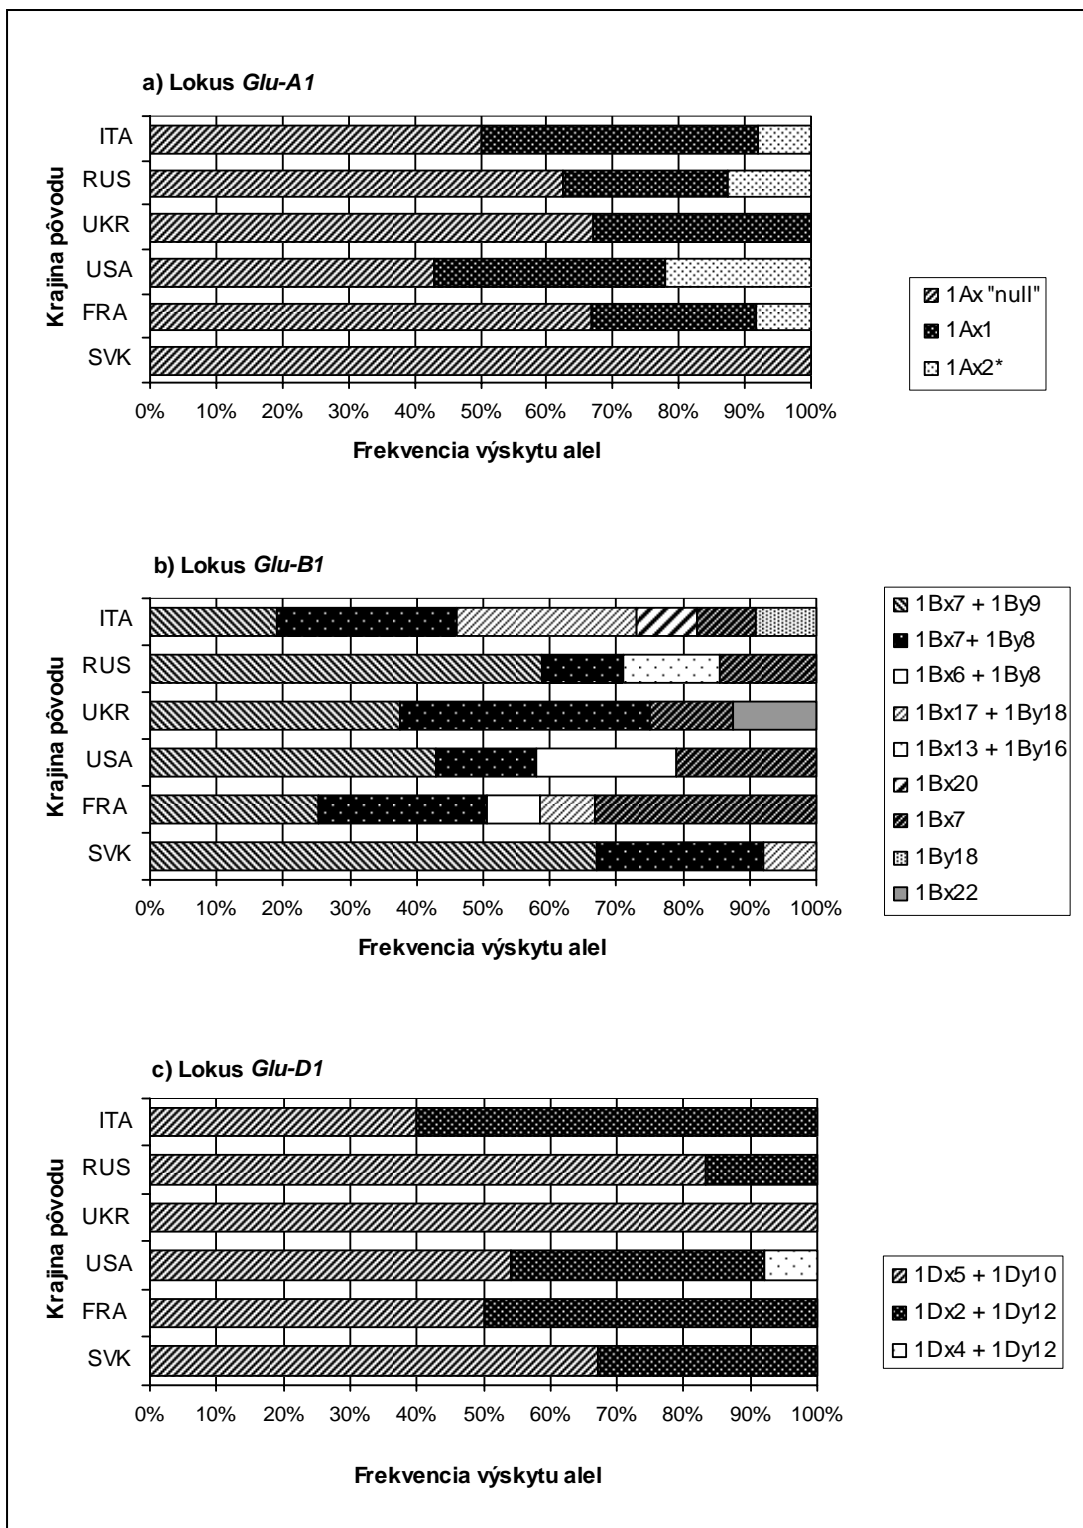 a) Lokus Glu-A1
Krajina pôvodu
ITA
RUS
UKR
USA
FRA
SVK
0% 10% 20% 30% 40% 50% 60% 70% 80% 90% 100%
Frekvencia výskytu alel
1Ax "null"
1Ax1
1Ax2*
b) Lokus Glu-B1
Krajina pôvodu
ITA
RUS
UKR
USA
FRA
SVK
0% 10% 20% 30% 40% 50% 60% 70% 80% 90% 100%
Frekvencia výskytu alel
1Bx7 + 1By9
1Bx7+ 1By8
1Bx6 + 1By8
1Bx17 + 1By18
1Bx13 + 1By16
1Bx20
1Bx7
1By18
1Bx22
c) Lokus Glu-D1
Krajina pôvodu
ITA
RUS
UKR
USA
FRA
SVK
0% 10% 20% 30% 40% 50% 60% 70% 80% 90% 100%
Frekvencia výskytu alel
1Dx5 + 1Dy10
1Dx2 + 1Dy12
1Dx4 + 1Dy12